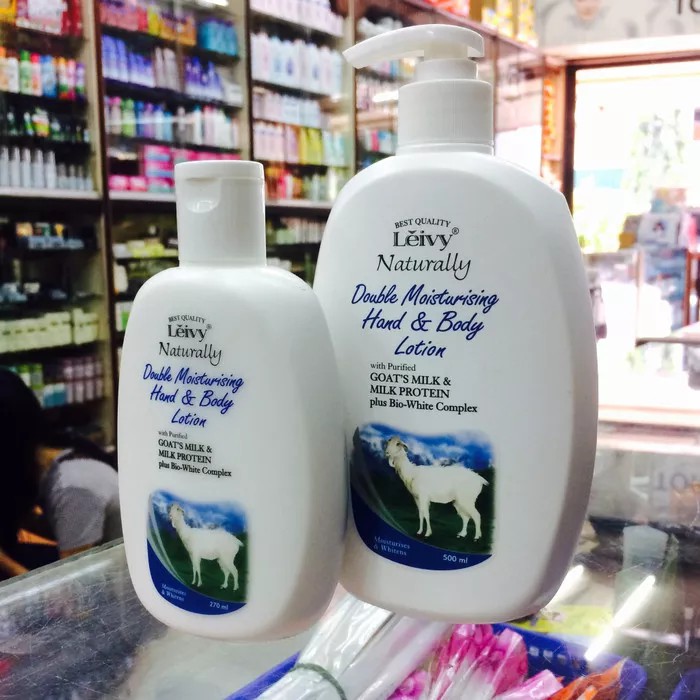 BEST QUALITY
Lěivy®
Naturally
Double Moisturising
Hand & Body
Lotion
with Purified
GOAT'S MILK &
MILK PROTEIN
plus Bio-White Complex
Moisturises
& Whitens
270 ml
BEST QUALITY
Lěivy®
Naturally
Double Moisturising
Hand & Body
Lotion
with Purified
GOAT'S MILK &
MILK PROTEIN
plus Bio-White Complex
Moisturises
& Whitens
500 ml